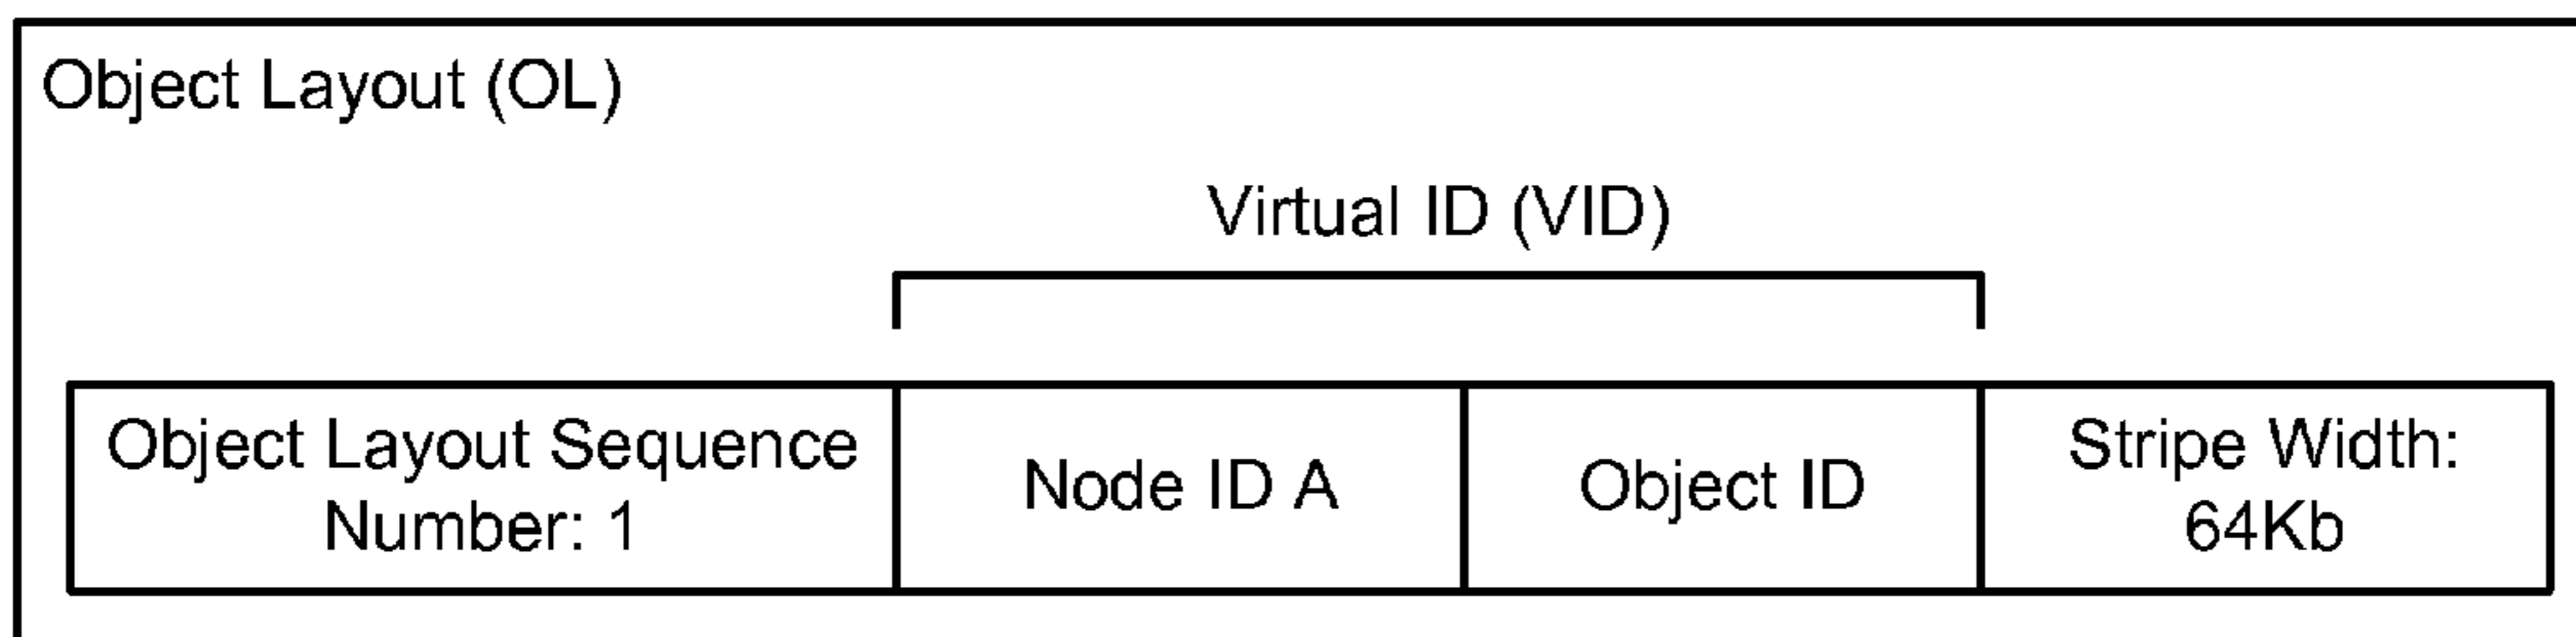 Object Layout (OL)
Virtual ID (VID)
Object Layout Sequence
Number: 1
Node ID A
Object ID
Stripe Width:
64Kb